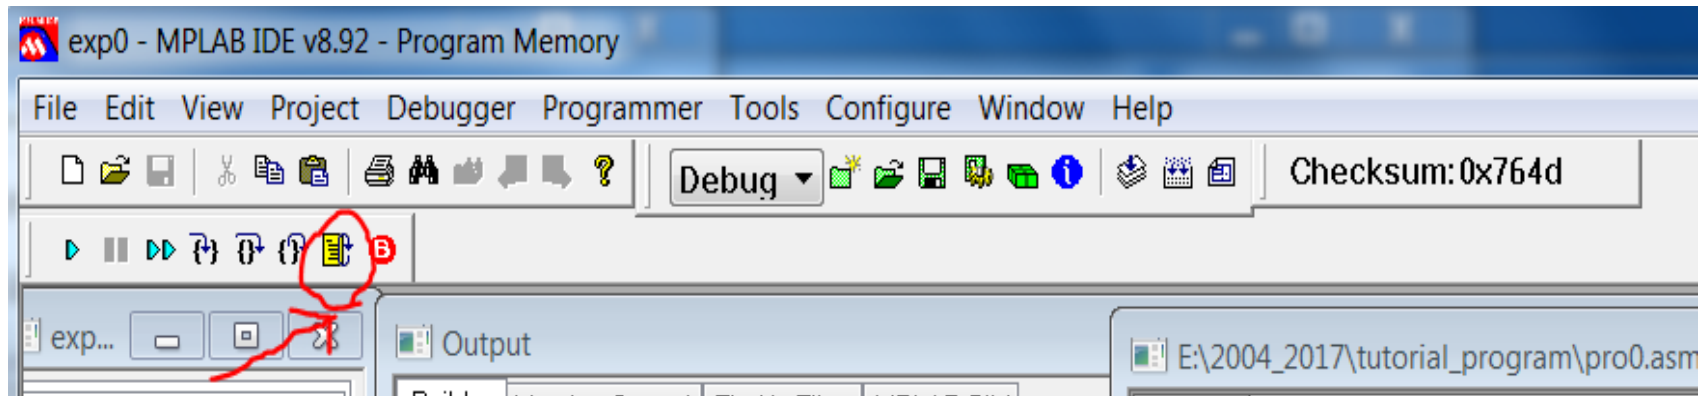 exp0 - MPLAB IDE v8.92 - Program Memory
File Edit View Project Debugger Programmer Tools Configure Window Help
Debug Checksum:0x764d
B
exp... Output E:\2004_2017\tutorial_program\pro0.asm